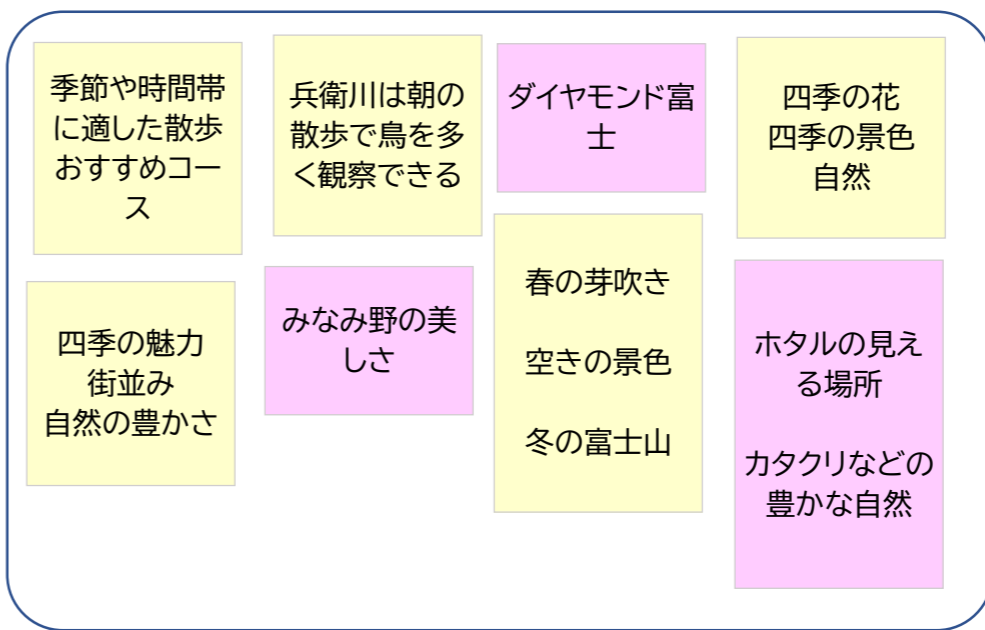 季節や時間帯
に適した散歩
おすすめコー
ス
兵衛川は朝の
散歩で鳥を多
く観察できる
ダイヤモンド富
士
四季の花
四季の景色
自然
四季の魅力
街並み
自然の豊かさ
みなみ野の美
しさ
春の芽吹き
空きの景色
冬の富士山
ホタルの見え
る場所
カタクリなどの
豊かな自然